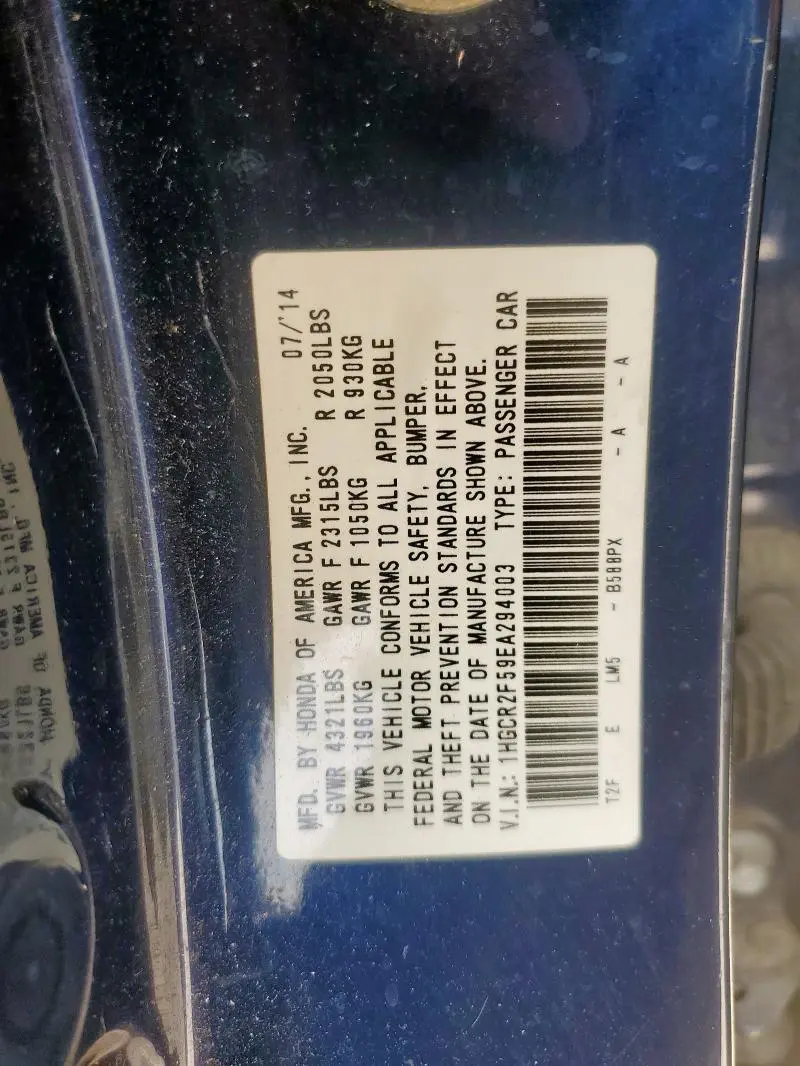 MFD. BY HONDA OF AMERICA MFG., INC. 07/'14
GVWR 4321LBS GAWR F 2315LBS R 2050LBS
GVWR 1960KG GAWR F 1050KG R 930KG
THIS VEHICLE CONFORMS TO ALL APPLICABLE
FEDERAL MOTOR VEHICLE SAFETY, BUMPER,
AND THEFT PREVENTION STANDARDS IN EFFECT
ON THE DATE OF MANUFACTURE SHOWN ABOVE.
V.I.N.: 1HGCR2F59EA294003 TYPE: PASSENGER CAR
T2F E LM5 - B588PX - A - A